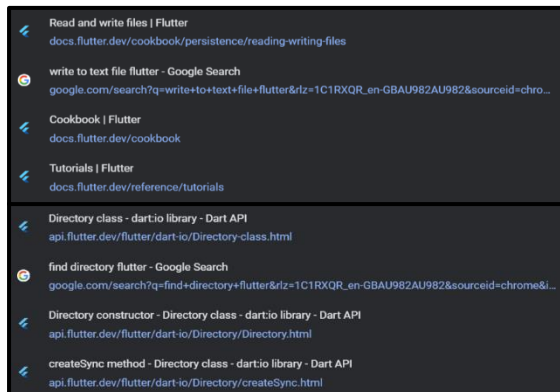 Read and write files | Flutter
docs.flutter.dev/cookbook/persistence/reading-writing-files
write to text file flutter - Google Search
google.com/search?q=write+to+text+file+flutter&rlz=1C1RXQR_en-GBAU982AU982&sourceid=chro...
Cookbook | Flutter
docs.flutter.dev/cookbook
Tutorials | Flutter
docs.flutter.dev/reference/tutorials
Directory class - dart:io library - Dart API
api.flutter.dev/flutter/dart-io/Directory-class.html
find directory flutter - Google Search
google.com/search?q=find+directory+flutter&rlz=1C1RXQR_en-GBAU982AU982&sourceid=chrome&i...
Directory constructor - Directory class - dart:io library - Dart API
api.flutter.dev/flutter/dart-io/Directory/Directory.html
createSync method - Directory class - dart:io library - Dart API
api.flutter.dev/flutter/dart-io/Directory/createSync.html